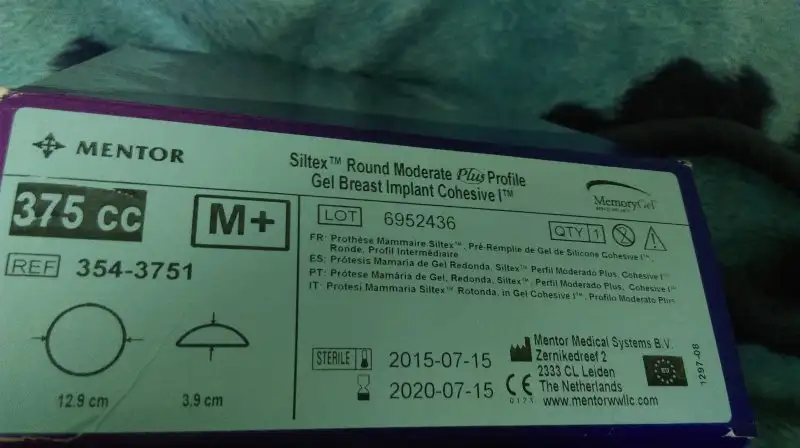 MENTOR
Siltex™ Round Moderate Plus Profile
Gel Breast Implant Cohesive I™
MemoryGel
375 cc
M+
LOT 6952436
QTY 1
REF 354-3751
FR: Prothèse Mammaire Siltex™, Pré-Remplie de Gel de Silicone Cohesive I™,
Ronde, Profil Intermédiaire
ES: Prótesis Mamaria de Gel Redonda, Siltex™ Perfil Moderado Plus, Cohesive I™
PT: Prótese Mamária de Gel Redonda, Siltex™, Perfil Moderado Plus, Cohesive I™
IT: Protesi Mammaria Siltex™ Rotonda, in Gel Cohesive I™, Profilo Moderato Plus
12.9 cm
3.9 cm
STERILE
2015-07-15
2020-07-15
CE
Mentor Medical Systems B.V.
Zernikedreef 2
2333 CL Leiden
The Netherlands
www.mentorwwllc.com
EU
1297-08